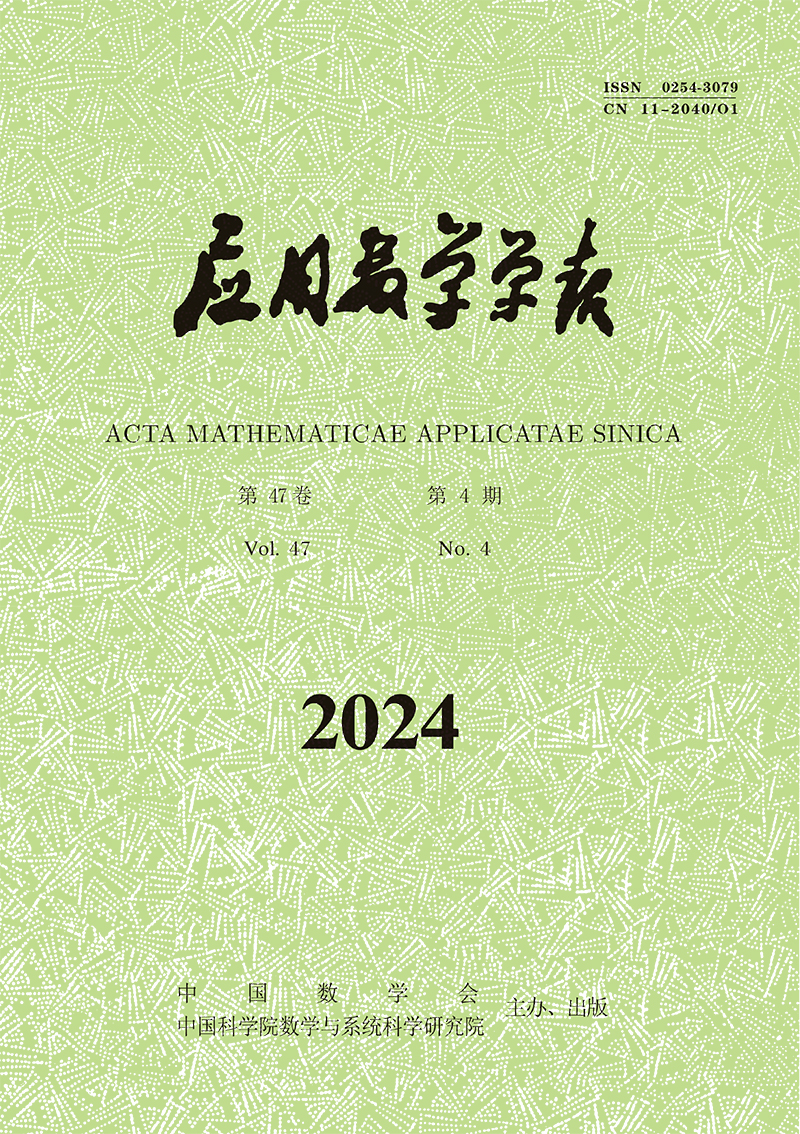 ISSN 0254-3079
CN 11-2040/O1
应用数学学报
ACTA MATHEMATICAE APPLICATAE SINICA
第 47 卷 第 4 期
Vol. 47 No. 4
2024
中国数学会
中国科学院数学与系统科学研究院
主办、出版